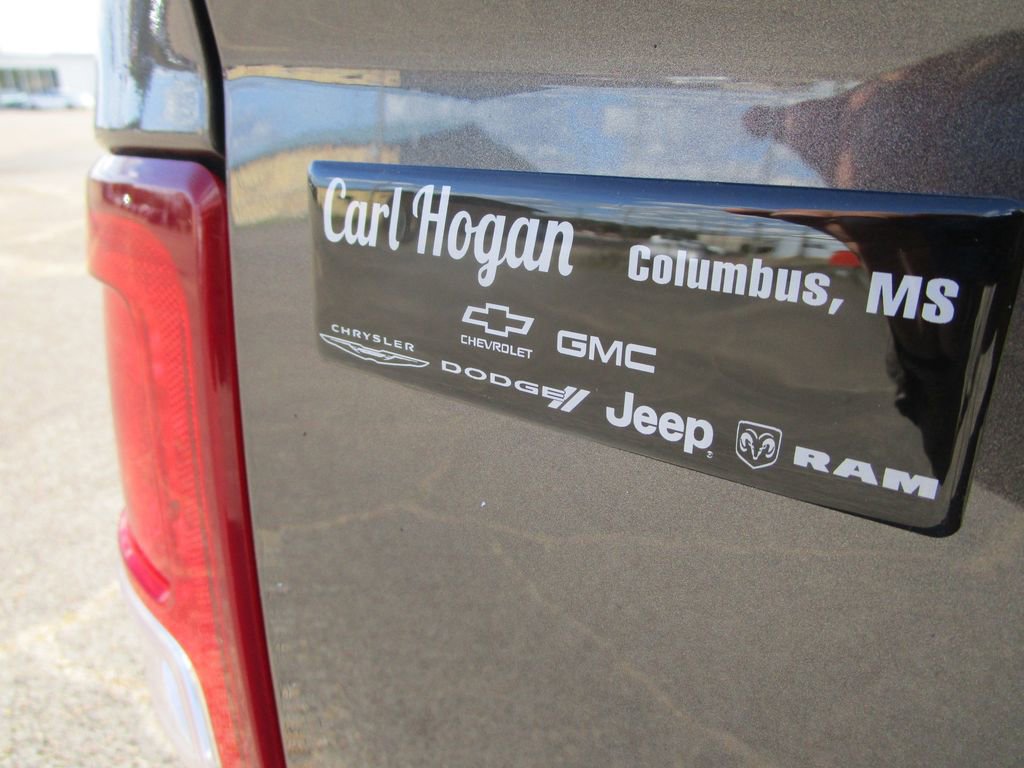 Carl Hogan Columbus, MS
CHEVROLET GMC
CHRYSLER DODGE Jeep RAM